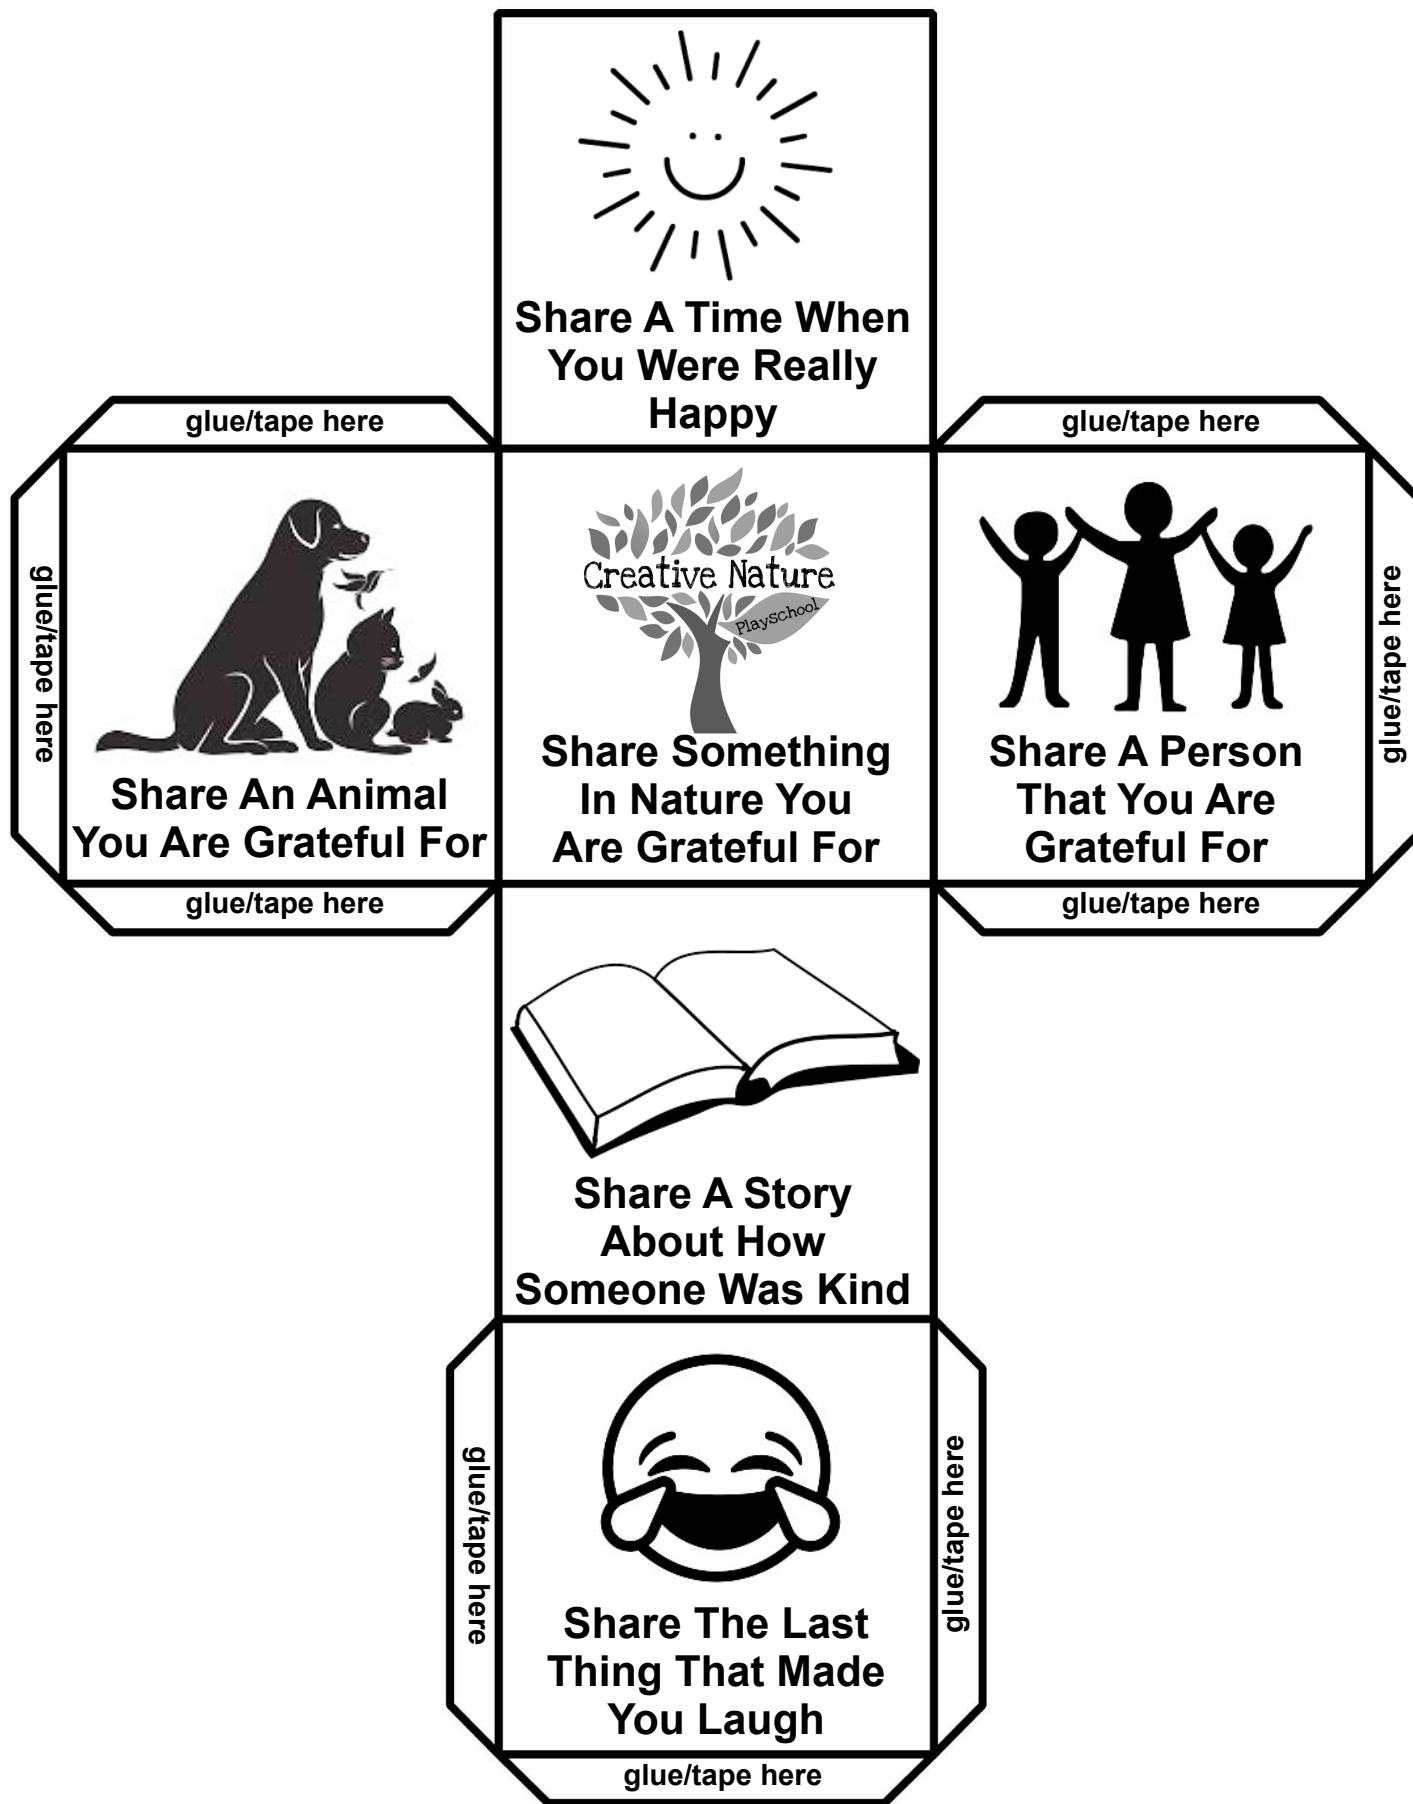 Share A Time When
You Were Really
Happy
glue/tape here
glue/tape here
glue/tape here
Share An Animal
You Are Grateful For
Creative Nature
Playschool
Share Something
In Nature You
Are Grateful For
Share A Person
That You Are
Grateful For
glue/tape here
glue/tape here
glue/tape here
Share A Story
About How
Someone Was Kind
glue/tape here
Share The Last
Thing That Made
You Laugh
glue/tape here
glue/tape here